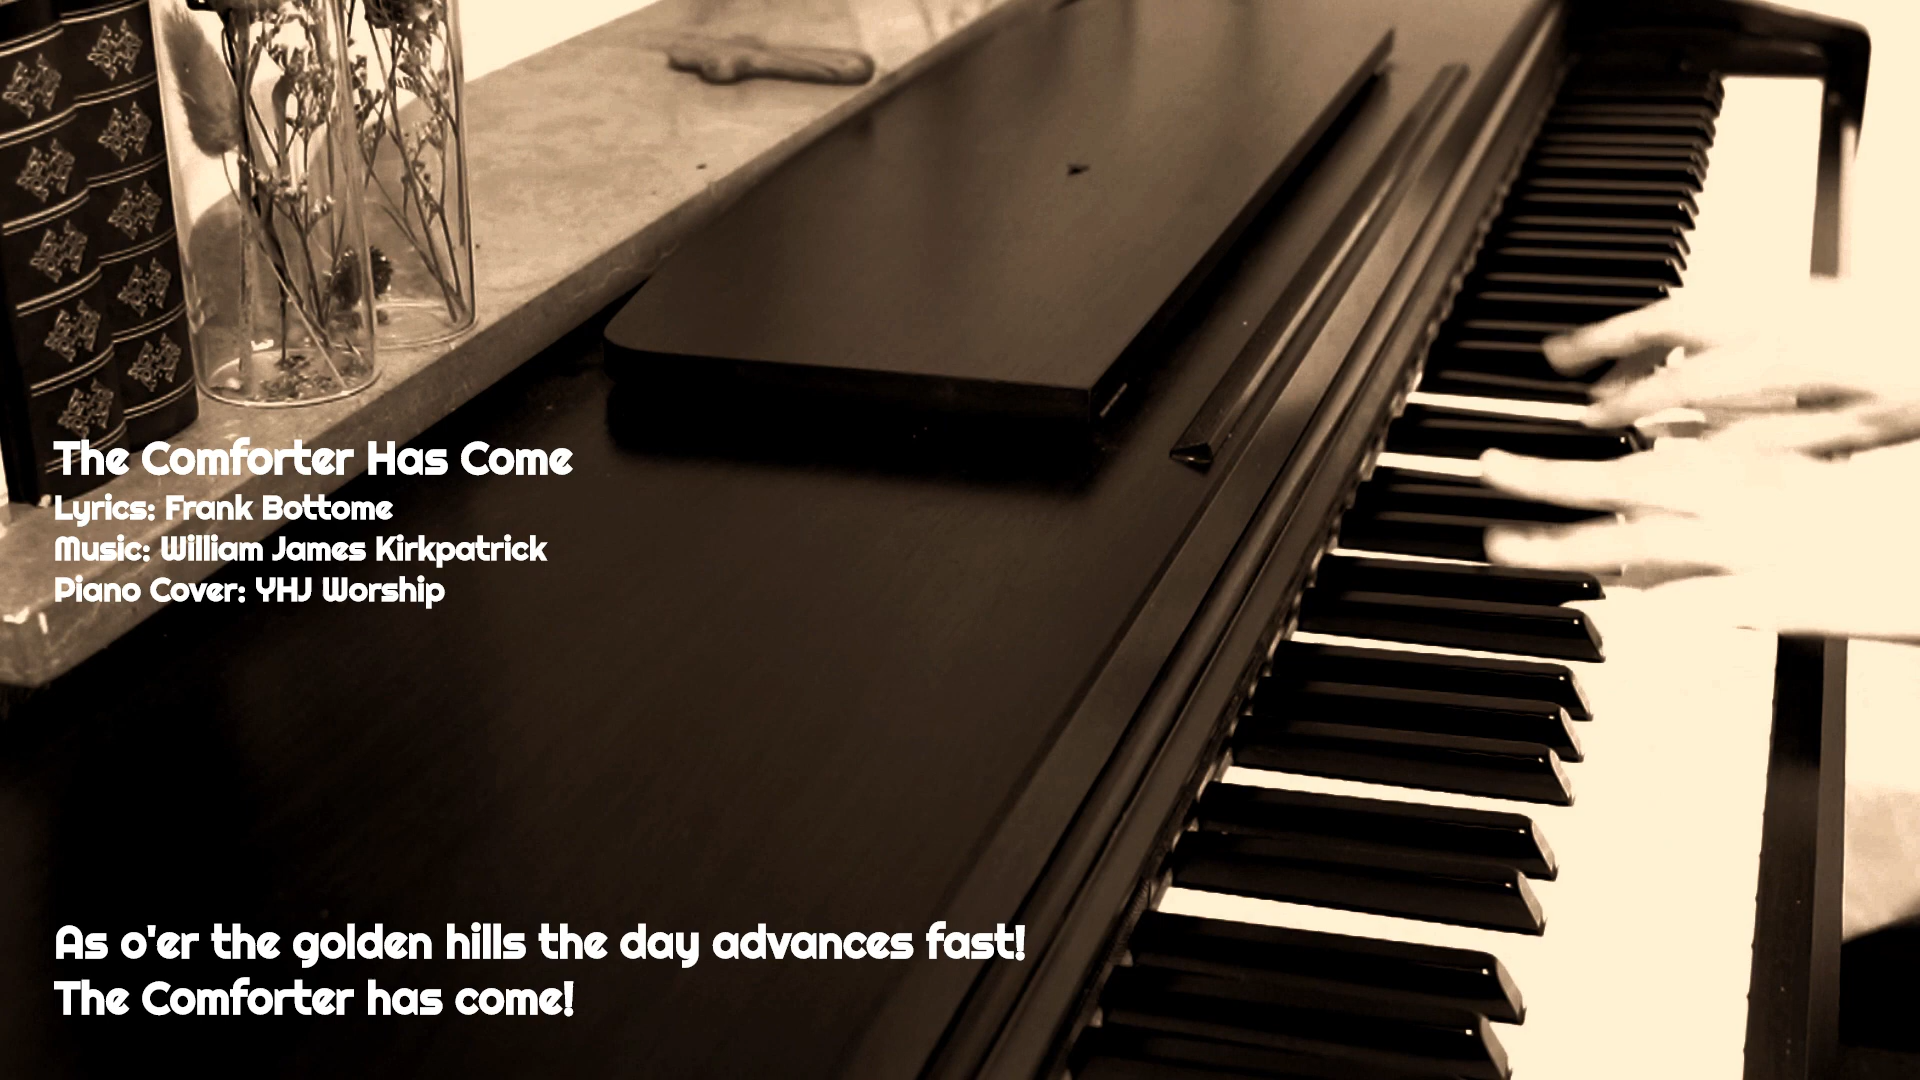 The Comforter Has Come
Lyrics: Frank Bottome
Music: William James Kirkpatrick
Piano Cover: YHJ Worship
As o'er the golden hills the day advances fast!
The Comforter has come!